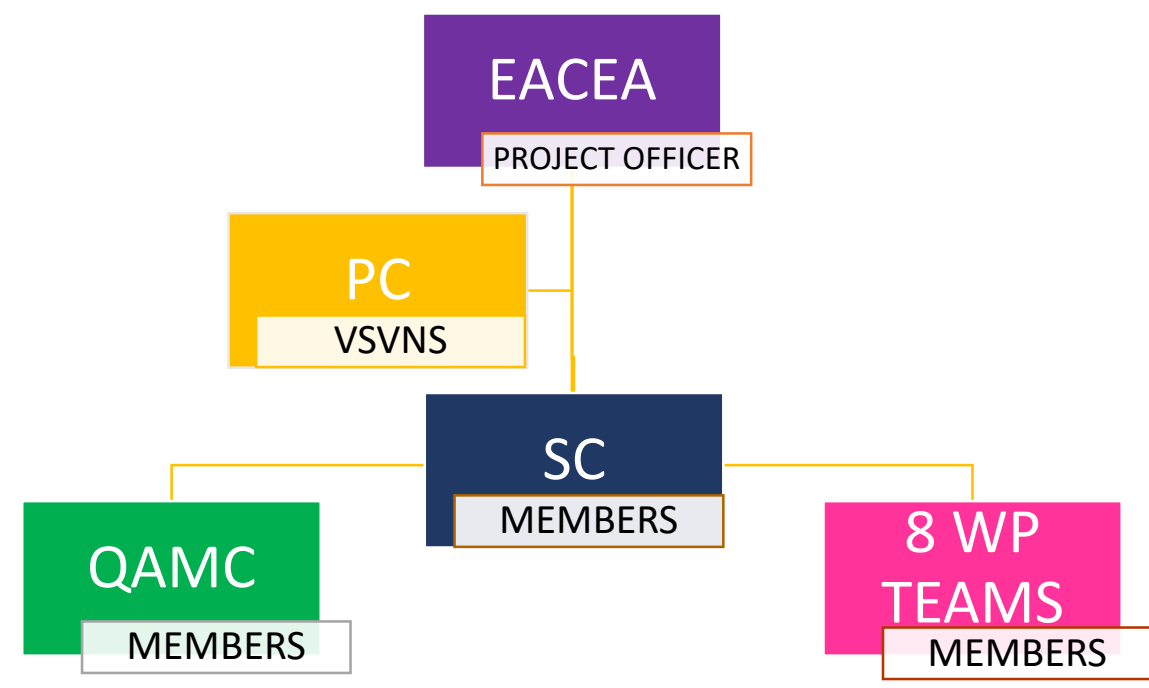 EACEA
PROJECT OFFICER
PC
VSVNS
SC
MEMBERS
QAMC
MEMBERS
8 WP
TEAMS
MEMBERS